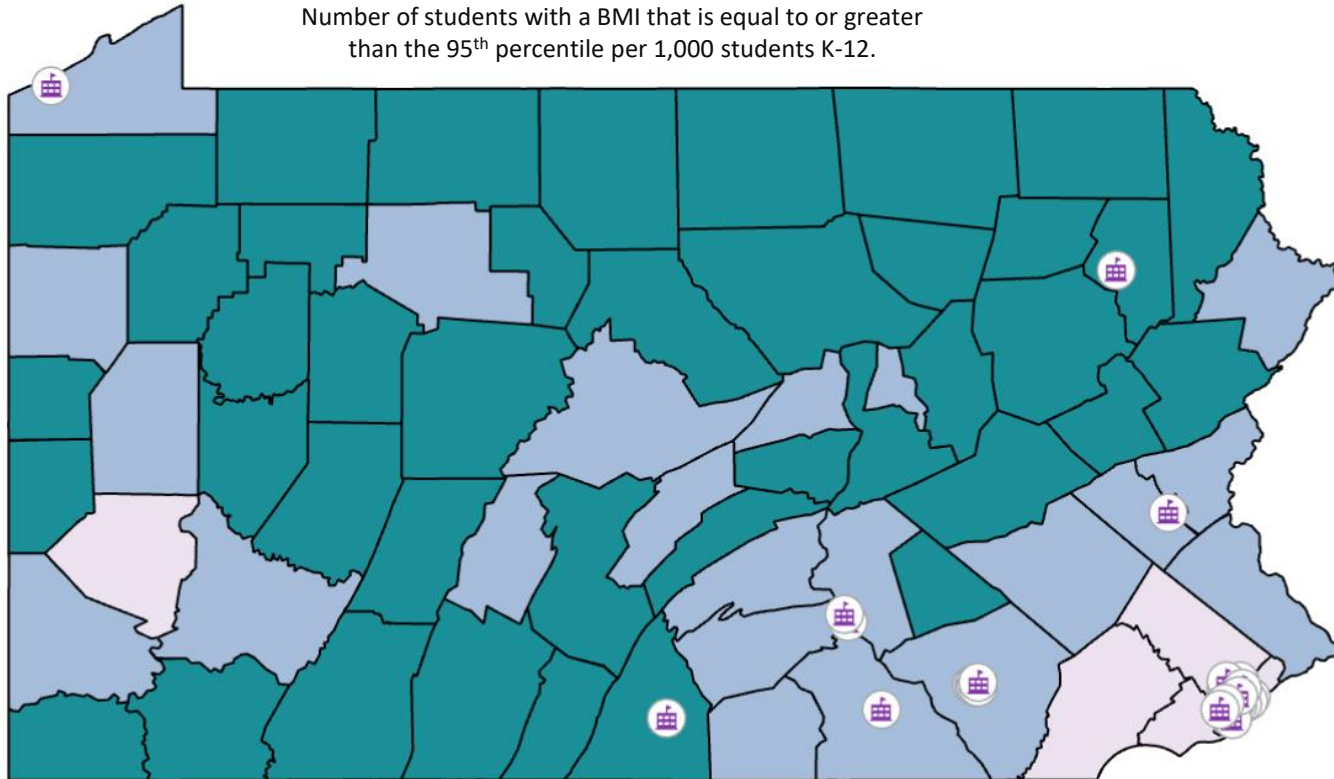 Number of students with a BMI that is equal to or greater
than the 95th percentile per 1,000 students K-12.